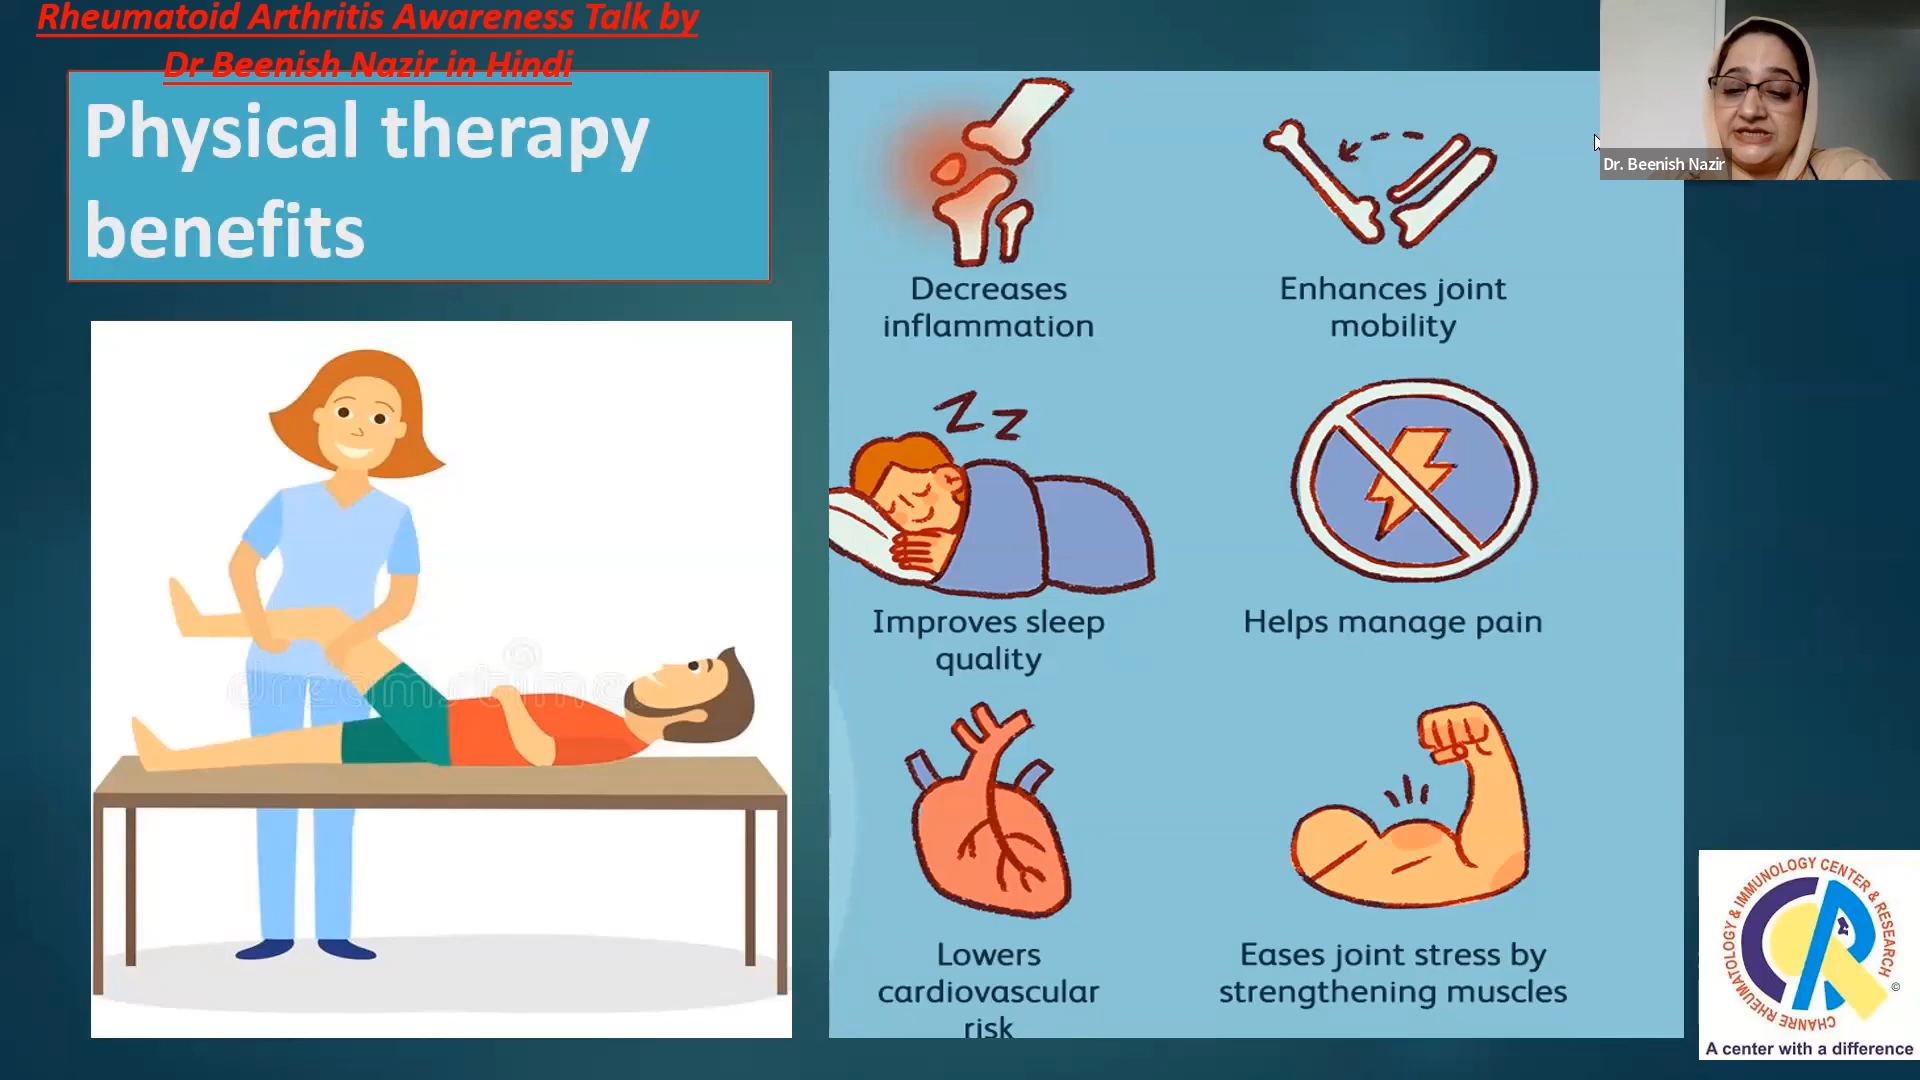 Rheumatoid Arthritis Awareness Talk by
Dr Beenish Nazir in Hindi
Physical therapy
benefits
Dr. Beenish Nazir
Decreases
inflammation
Enhances joint
mobility
Z Z
Improves sleep
quality
Helps manage pain
Lowers
cardiovascular
risk
Eases joint stress by
strengthening muscles
dreamstime
CHANRE RHEUMATOLOGY & IMMUNOLOGY CENTER & RESEARCH
©
A center with a difference